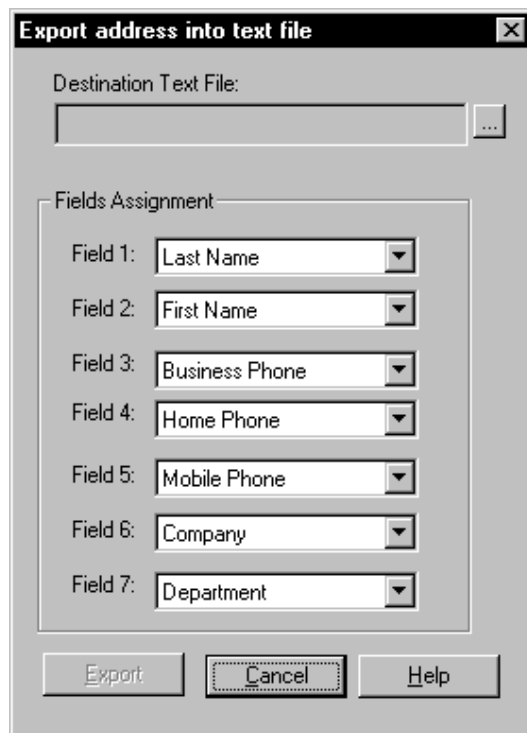 Export address into text file
Destination Text File:
...
Fields Assignment
Field 1: Last Name
Field 2: First Name
Field 3: Business Phone
Field 4: Home Phone
Field 5: Mobile Phone
Field 6: Company
Field 7: Department
Export Cancel Help